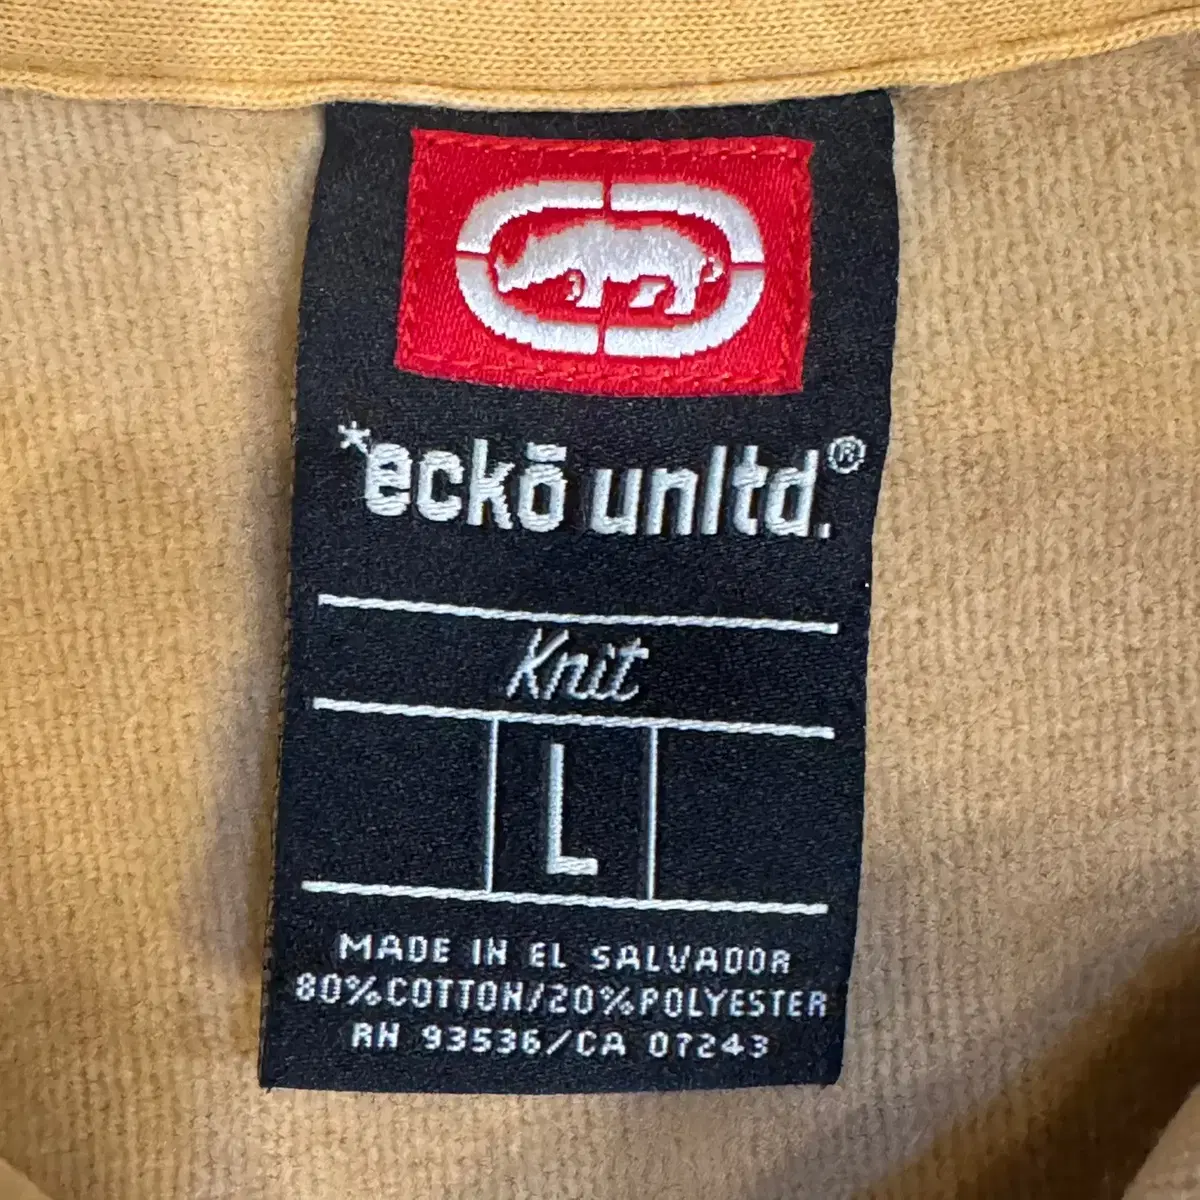 *eckō unltd.®
Knit
L
MADE IN EL SALVADOR
80%COTTON/20%POLYESTER
RN 93536/CA 07243